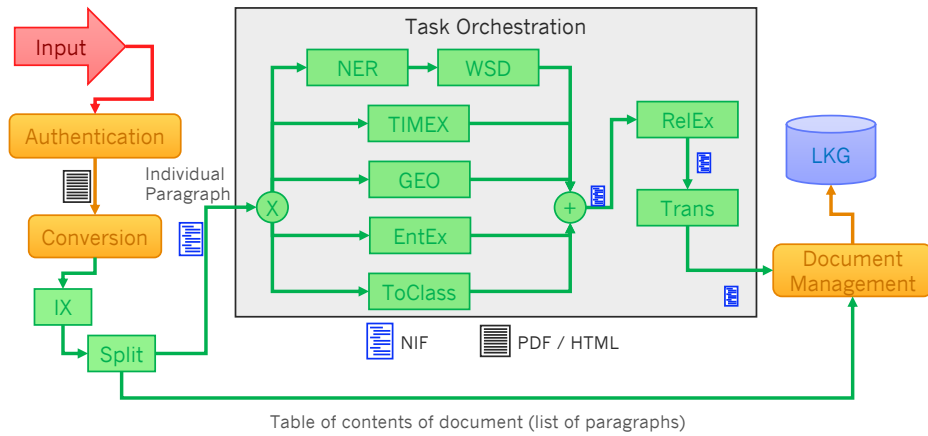 Task Orchestration
Input
NER
WSD
Authentication
TIMEX
RelEx
LKG
Individual
Paragraph
GEO
X
+
Trans
Conversion
EntEx
Document
Management
IX
ToClass
Split
NIF
PDF / HTML
Table of contents of document (list of paragraphs)